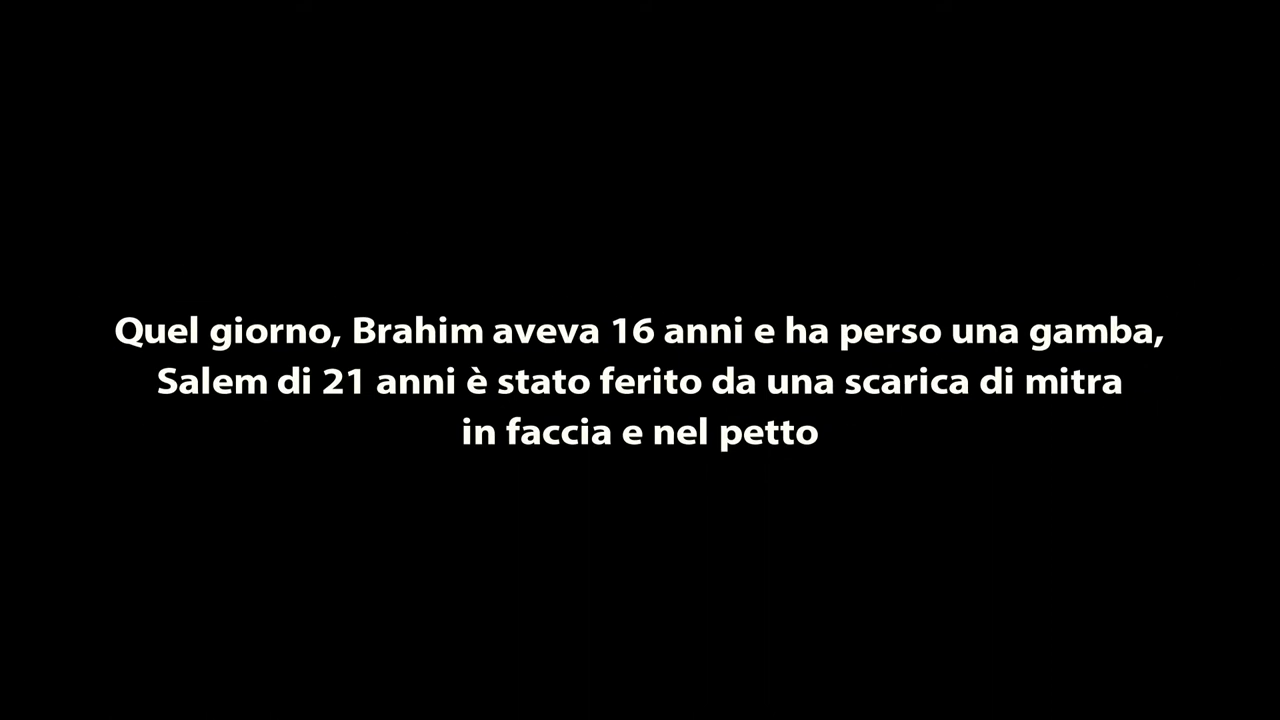 Quel giorno, Brahim aveva 16 anni e ha perso una gamba,
Salem di 21 anni è stato ferito da una scarica di mitra
in faccia e nel petto